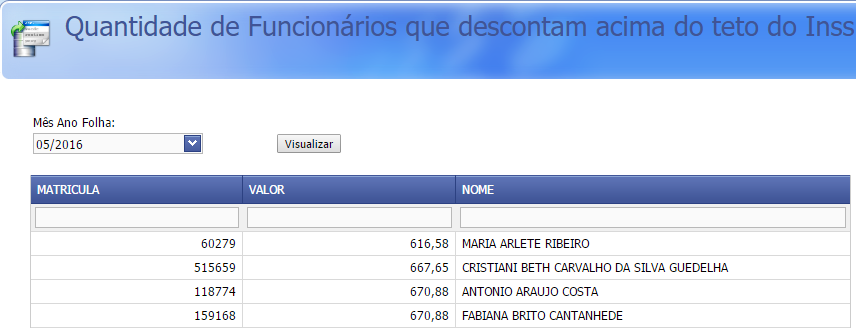 Quantidade de Funcionários que descontam acima do teto do Inss
Mês Ano Folha:
05/2016 Visualizar
MATRICULA VALOR NOME
60279 616,58 MARIA ARLETE RIBEIRO
515659 667,65 CRISTIANI BETH CARVALHO DA SILVA GUEDELHA
118774 670,88 ANTONIO ARAUJO COSTA
159168 670,88 FABIANA BRITO CANTANHEDE